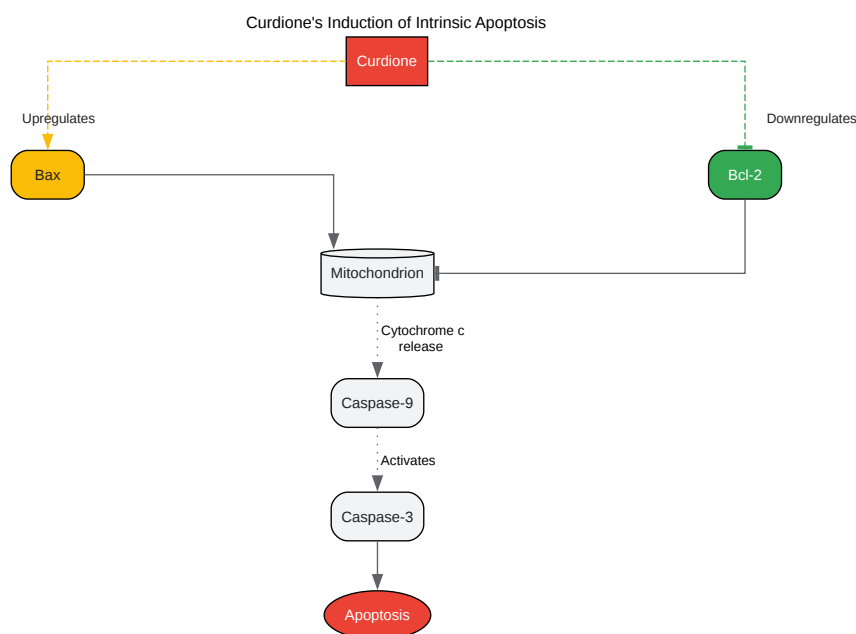 Curdione's Induction of Intrinsic Apoptosis
Curdione
Upregulates
Downregulates
Bax
Bcl-2
Mitochondrion
Cytochrome c
release
Caspase-9
Activates
Caspase-3
Apoptosis